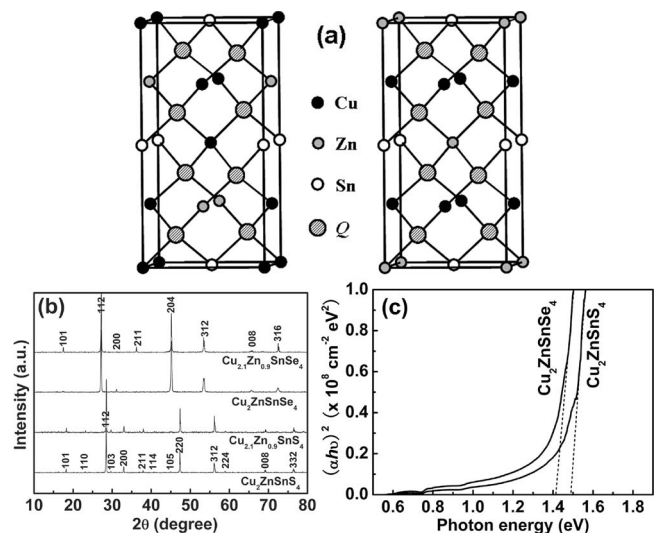 (a)
Cu
Zn
Sn
Q
(b)
112
204
101
200
211
312
008
316
Cu2.1Zn0.9SnSe4
Cu2ZnSnSe4
112
Cu2.1Zn0.9SnS4
220
101
110
103
200
211
114
105
312
224
008
332
Cu2ZnSnS4
Intensity (a.u.)
10 20 30 40 50 60 70 80
2θ (degree)
(c)
1.0
0.8
0.6
0.4
0.2
0.0
(αhυ)² (x 10⁸ cm⁻² eV²)
Cu2ZnSnSe4
Cu2ZnSnS4
0.6 0.8 1.0 1.2 1.4 1.6 1.8
Photon energy (eV)